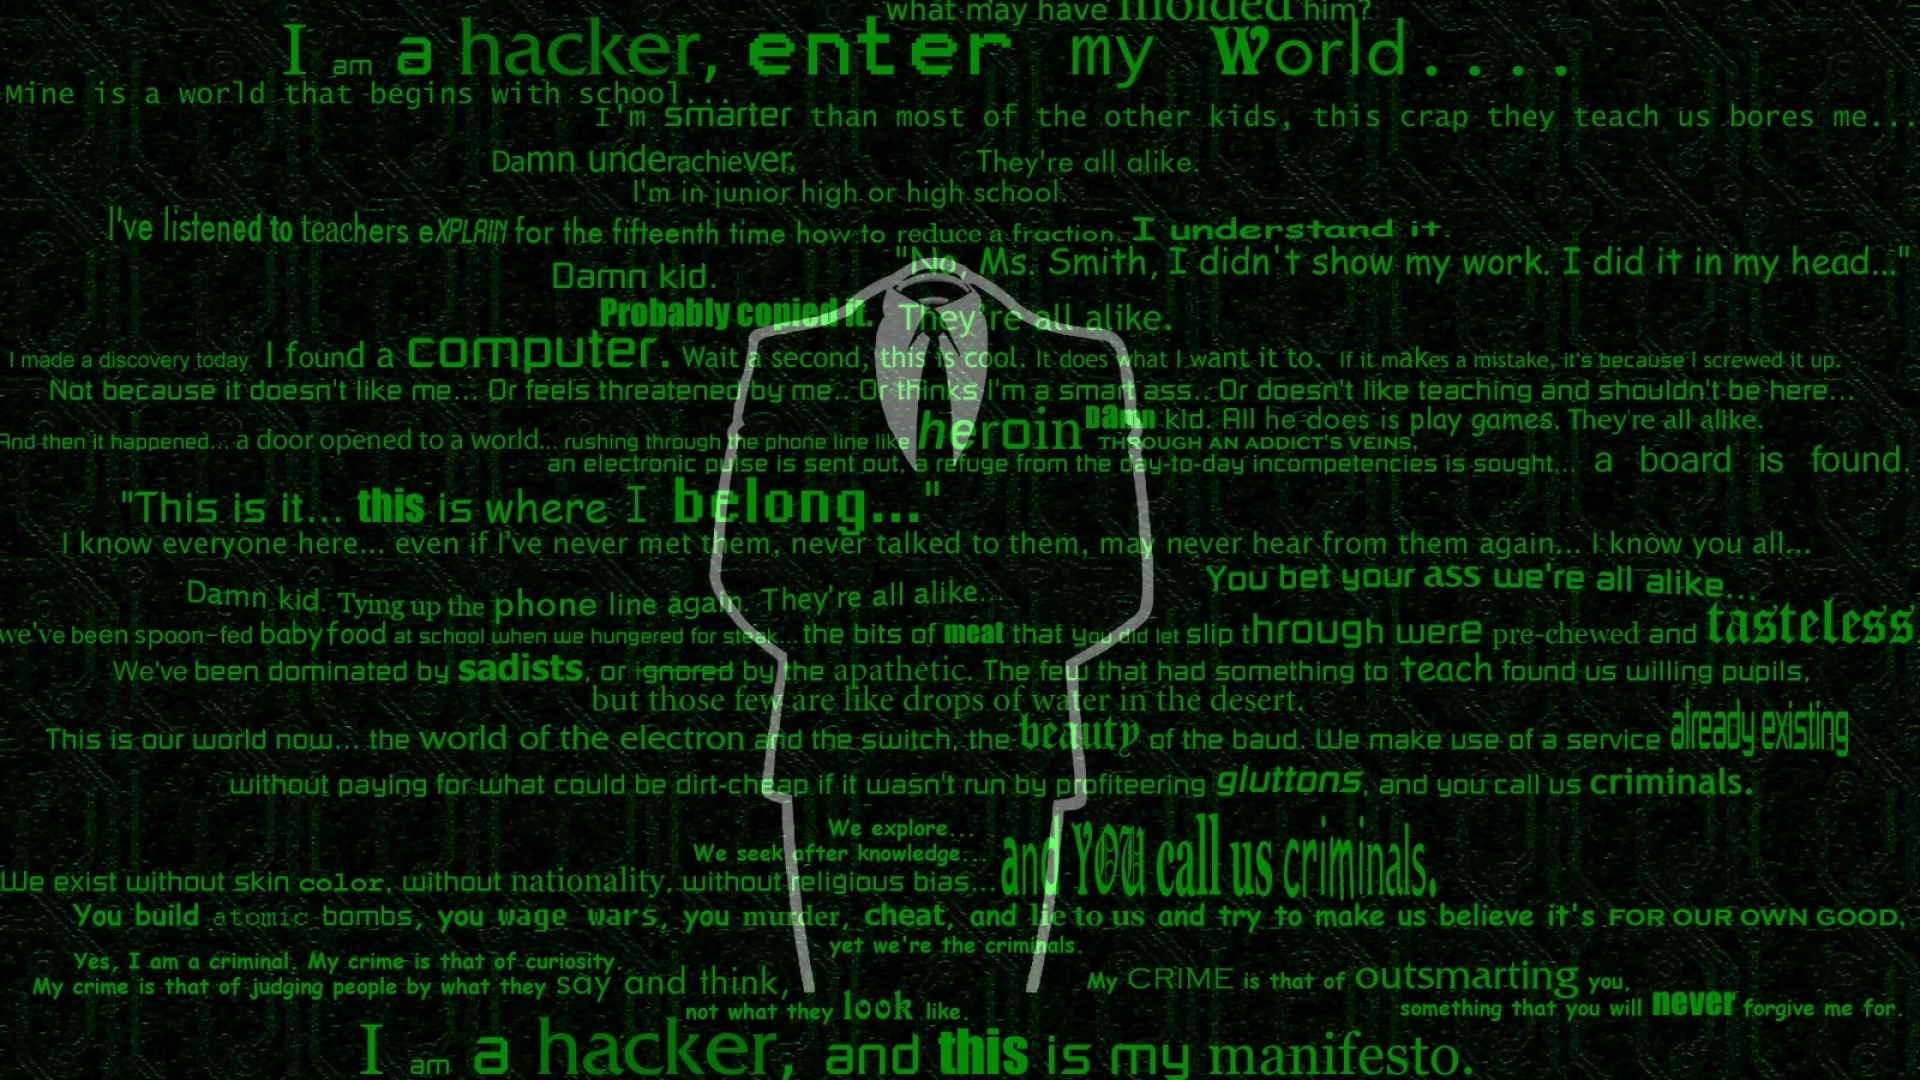 what may have molded him?
I am a hacker, enter my World....
Mine is a world that begins with school...
I'm smarter than most of the other kids, this crap they teach us bores me...
Damn underachiever. They're all alike.
I'm in junior high or high school.
I've listened to teachers eXPLAIN for the fifteenth time how to reduce a fraction. I understand it.
"No, Ms. Smith, I didn't show my work. I did it in my head..."
Damn kid.
Probably copied it. They're all alike.
I made a discovery today. I found a computer. Wait a second, this is cool. It does what I want it to. If it makes a mistake, it's because I screwed it up.
Not because it doesn't like me... Or feels threatened by me... Or thinks I'm a smart ass... Or doesn't like teaching and shouldn't be here...
Damn kid. All he does is play games. They're all alike.
And then it happened... a door opened to a world... rushing through the phone line like heroin THROUGH AN ADDICT'S VEINS,
an electronic pulse is sent out, a refuge from the day-to-day incompetencies is sought... a board is found.
"This is it... this is where I belong..."
I know everyone here... even if I've never met them, never talked to them, may never hear from them again... I know you all...
Damn kid. Tying up the phone line again. They're all alike...
You bet your ass we're all alike...
we've been spoon-fed baby food at school when we hungered for steak... the bits of meat that you did let slip through were pre-chewed and tasteless
We've been dominated by sadists, or ignored by the apathetic. The few that had something to teach found us willing pupils,
but those few are like drops of water in the desert.
This is our world now... the world of the electron and the switch, the beauty of the baud. We make use of a service already existing
without paying for what could be dirt-cheap if it wasn't run by profiteering gluttons, and you call us criminals.
We explore...
We seek after knowledge... and YOU call us criminals.
We exist without skin color, without nationality, without religious bias...
You build atomic bombs, you wage wars, you murder, cheat, and lie to us and try to make us believe it's FOR OUR OWN GOOD,
yet we're the criminals.
Yes, I am a criminal. My crime is that of curiosity.
My crime is that of judging people by what they say and think,
not what they look like.
My CRIME is that of outsmarting you,
something that you will never forgive me for.
I am a hacker, and this is my manifesto.